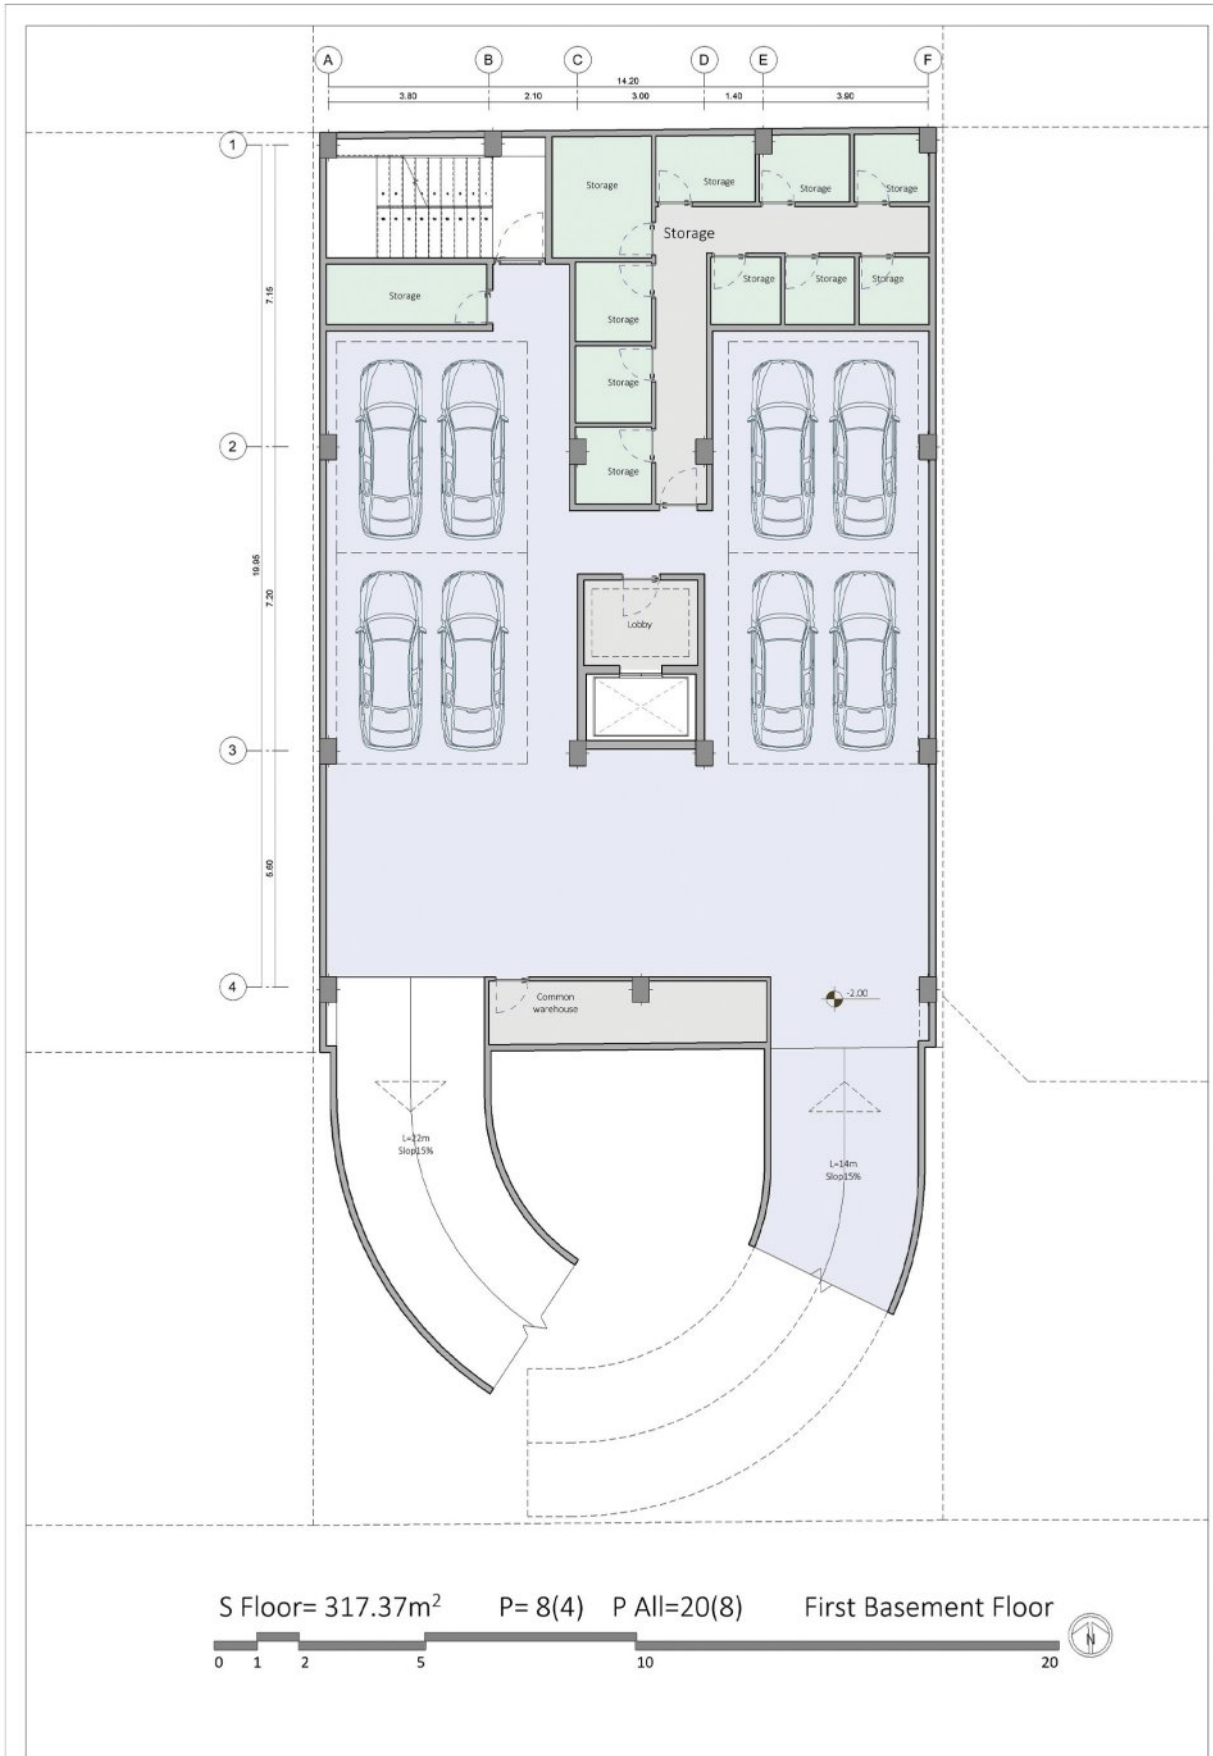 A B C D E F
14.20
3.80 2.10 3.00 1.40 3.90
1
Storage Storage Storage Storage
Storage
7.15
Storage Storage Storage Storage
Storage
Storage
2
Storage
19.95
7.20
Lobby
3
5.60
4
Common
warehouse
-2.00
L=22m
Slop15%
L=14m
Slop15%
S Floor= 317.37m² P= 8(4) P All=20(8) First Basement Floor
N
0 1 2 5 10 20